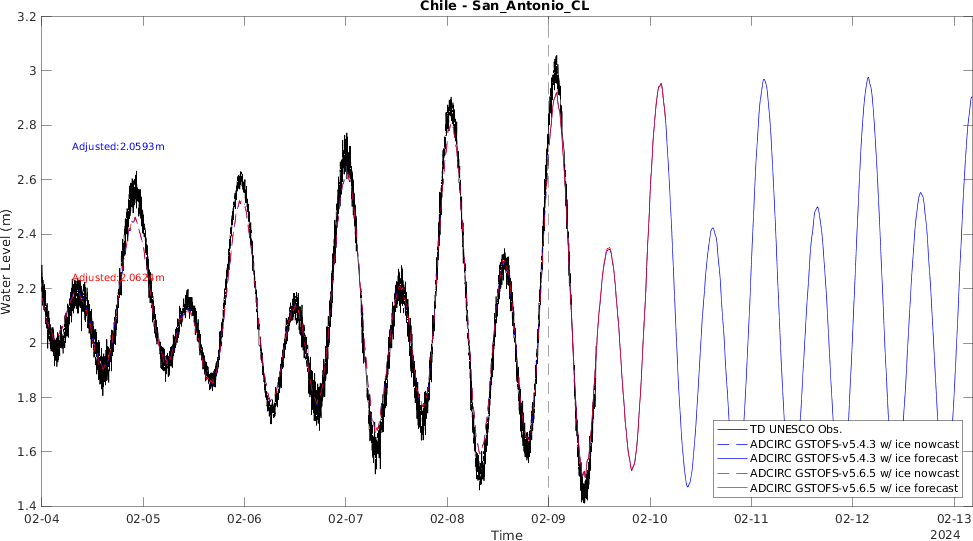 Chile - San_Antonio_CL
3.2
3
2.8
2.6
2.4
2.2
2
1.8
1.6
1.4
Water Level (m)
Adjusted:2.0593m
TD UNESCO Obs.
ADCIRC GSTOFS-v5.4.3 w/ ice nowcast
ADCIRC GSTOFS-v5.4.3 w/ ice forecast
ADCIRC GSTOFS-v5.6.5 w/ ice nowcast
ADCIRC GSTOFS-v5.6.5 w/ ice forecast
02-04
02-05
02-06
02-07
02-08
02-09
02-10
02-11
02-12
02-13
Time
2024